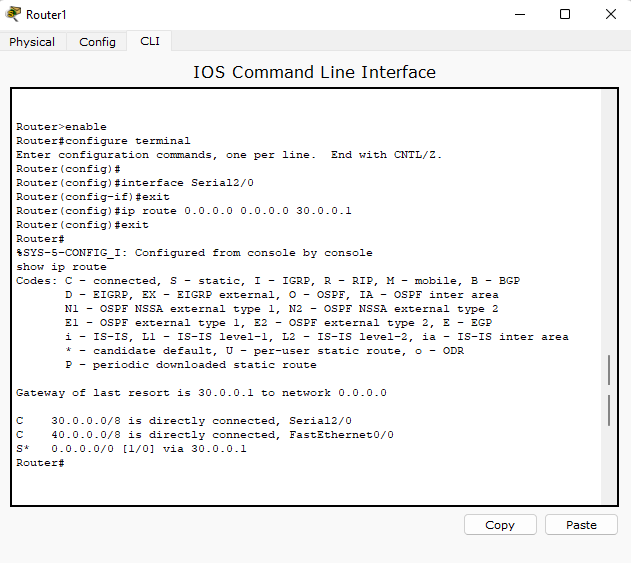 Router1
Physical Config CLI
IOS Command Line Interface
Router>enable
Router#configure terminal
Enter configuration commands, one per line.  End with CNTL/Z.
Router(config)#
Router(config)#interface Serial2/0
Router(config-if)#exit
Router(config)#ip route 0.0.0.0 0.0.0.0 30.0.0.1
Router(config)#exit
Router#
%SYS-5-CONFIG_I: Configured from console by console
show ip route
Codes: C - connected, S - static, I - IGRP, R - RIP, M - mobile, B - BGP
       D - EIGRP, EX - EIGRP external, O - OSPF, IA - OSPF inter area
       N1 - OSPF NSSA external type 1, N2 - OSPF NSSA external type 2
       E1 - OSPF external type 1, E2 - OSPF external type 2, E - EGP
       i - IS-IS, L1 - IS-IS level-1, L2 - IS-IS level-2, ia - IS-IS inter area
       * - candidate default, U - per-user static route, o - ODR
       P - periodic downloaded static route
Gateway of last resort is 30.0.0.1 to network 0.0.0.0
C    30.0.0.0/8 is directly connected, Serial2/0
C    40.0.0.0/8 is directly connected, FastEthernet0/0
S*   0.0.0.0/0 [1/0] via 30.0.0.1
Router#
Copy Paste